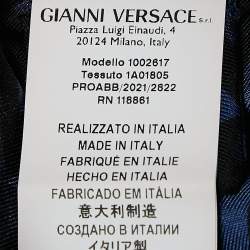 GIANNI VERSACE S.r.l.
Piazza Luigi Einaudi, 4
20124 Milano, Italy
Modello 1002617
Tessuto 1A01805
PROABB/2021/2822
RN 118861
REALIZZATO IN ITALIA
MADE IN ITALY
FABRIQUÉ EN ITALIE
HECHO EN ITALIA
FABRICADO EM ITÁLIA
意大利制造
СОЗДАНО В ИТАЛИИ
イタリア製